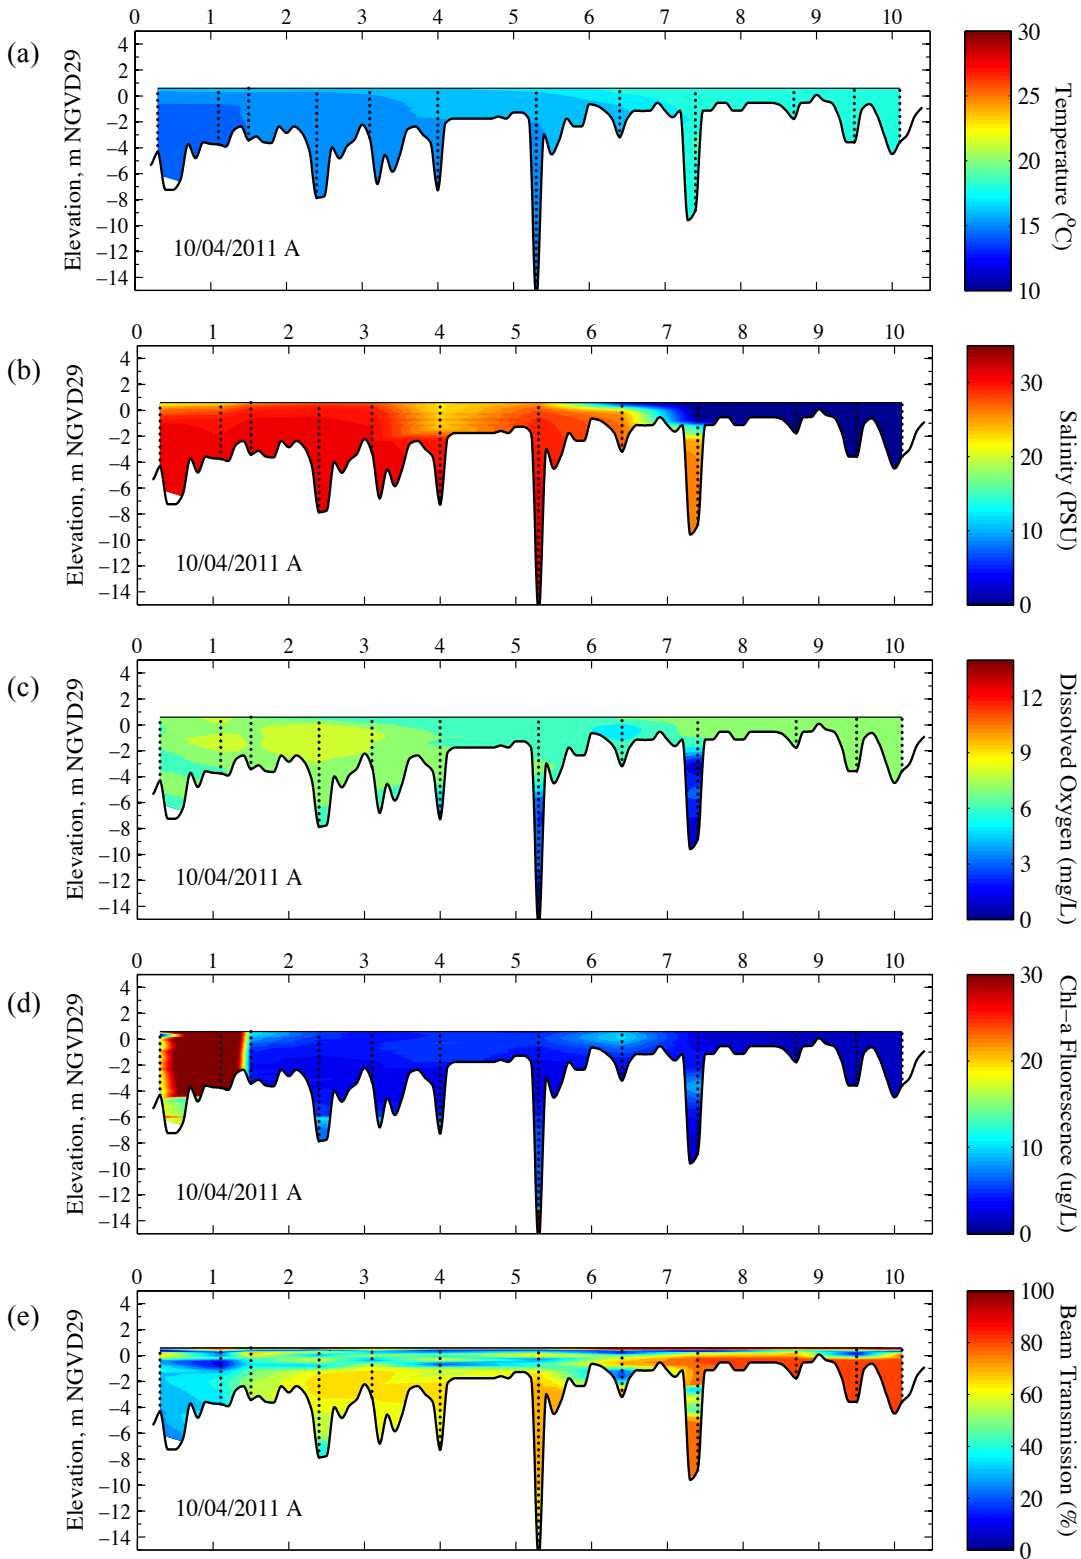 0 1 2 3 4 5 6 7 8 9 10
(a)
4
2
0
−2
−4
−6
−8
−10
−12
−14
Elevation, m NGVD29
10/04/2011 A
30
25
20
15
10
Temperature (°C)
0 1 2 3 4 5 6 7 8 9 10
(b)
4
2
0
−2
−4
−6
−8
−10
−12
−14
Elevation, m NGVD29
10/04/2011 A
30
20
10
0
Salinity (PSU)
0 1 2 3 4 5 6 7 8 9 10
(c)
4
2
0
−2
−4
−6
−8
−10
−12
−14
Elevation, m NGVD29
10/04/2011 A
12
9
6
3
0
Dissolved Oxygen (mg/L)
0 1 2 3 4 5 6 7 8 9 10
(d)
4
2
0
−2
−4
−6
−8
−10
−12
−14
Elevation, m NGVD29
10/04/2011 A
30
20
10
0
Chl−a Fluorescence (ug/L)
0 1 2 3 4 5 6 7 8 9 10
(e)
4
2
0
−2
−4
−6
−8
−10
−12
−14
Elevation, m NGVD29
10/04/2011 A
100
80
60
40
20
0
Beam Transmission (%)